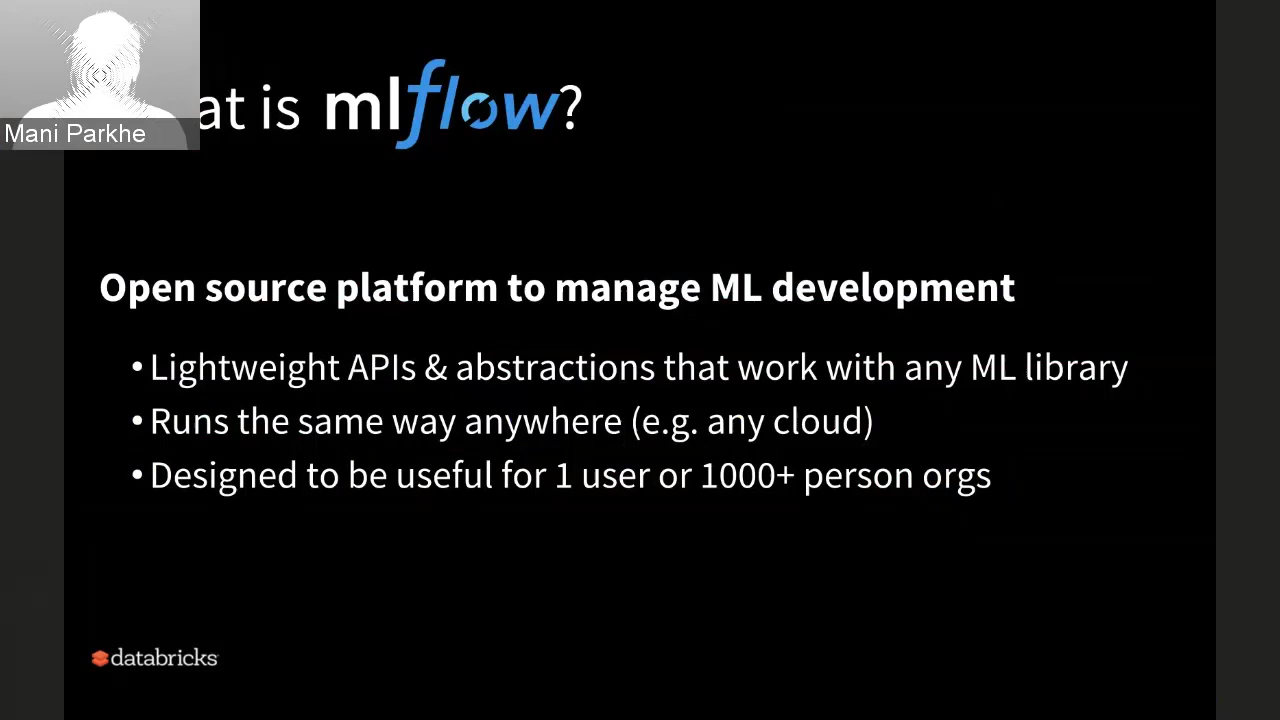 at is mlflow?
Mani Parkhe
Open source platform to manage ML development
• Lightweight APIs & abstractions that work with any ML library
• Runs the same way anywhere (e.g. any cloud)
• Designed to be useful for 1 user or 1000+ person orgs
databricks